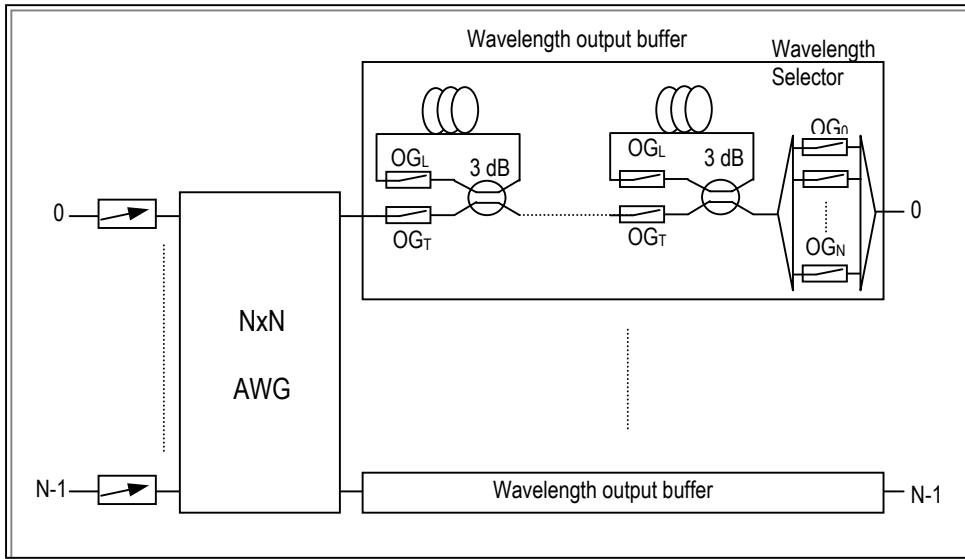 Wavelength output buffer
Wavelength
Selector
OG0
OGL
3 dB
OGL
3 dB
0
OGT
OGT
0
OGN
NxN
AWG
N-1
Wavelength output buffer
N-1